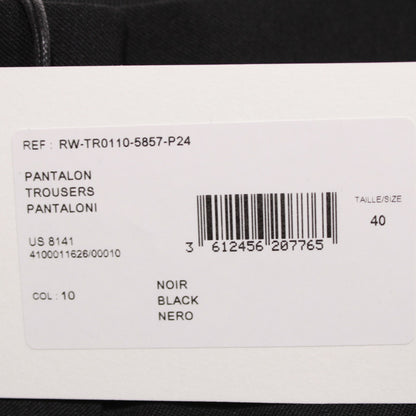 REF : RW-TR0110-5857-P24
PANTALON
TROUSERS
PANTALONI
TAILLE/SIZE
40
US 8141
4100011626/00010
3 612456 207765
COL : 10
NOIR
BLACK
NERO